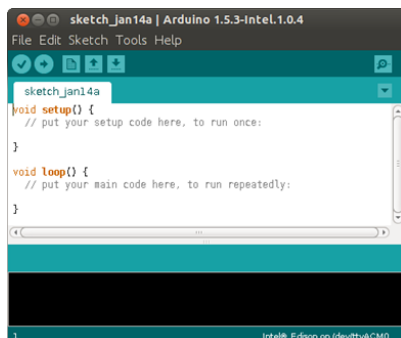 sketch_jan14a | Arduino 1.5.3-Intel.1.0.4
File Edit Sketch Tools Help
sketch_jan14a
void setup() {
// put your setup code here, to run once:
}
void loop() {
// put your main code here, to run repeatedly:
}
1
Intel® Edison on /dev/ttyACM0